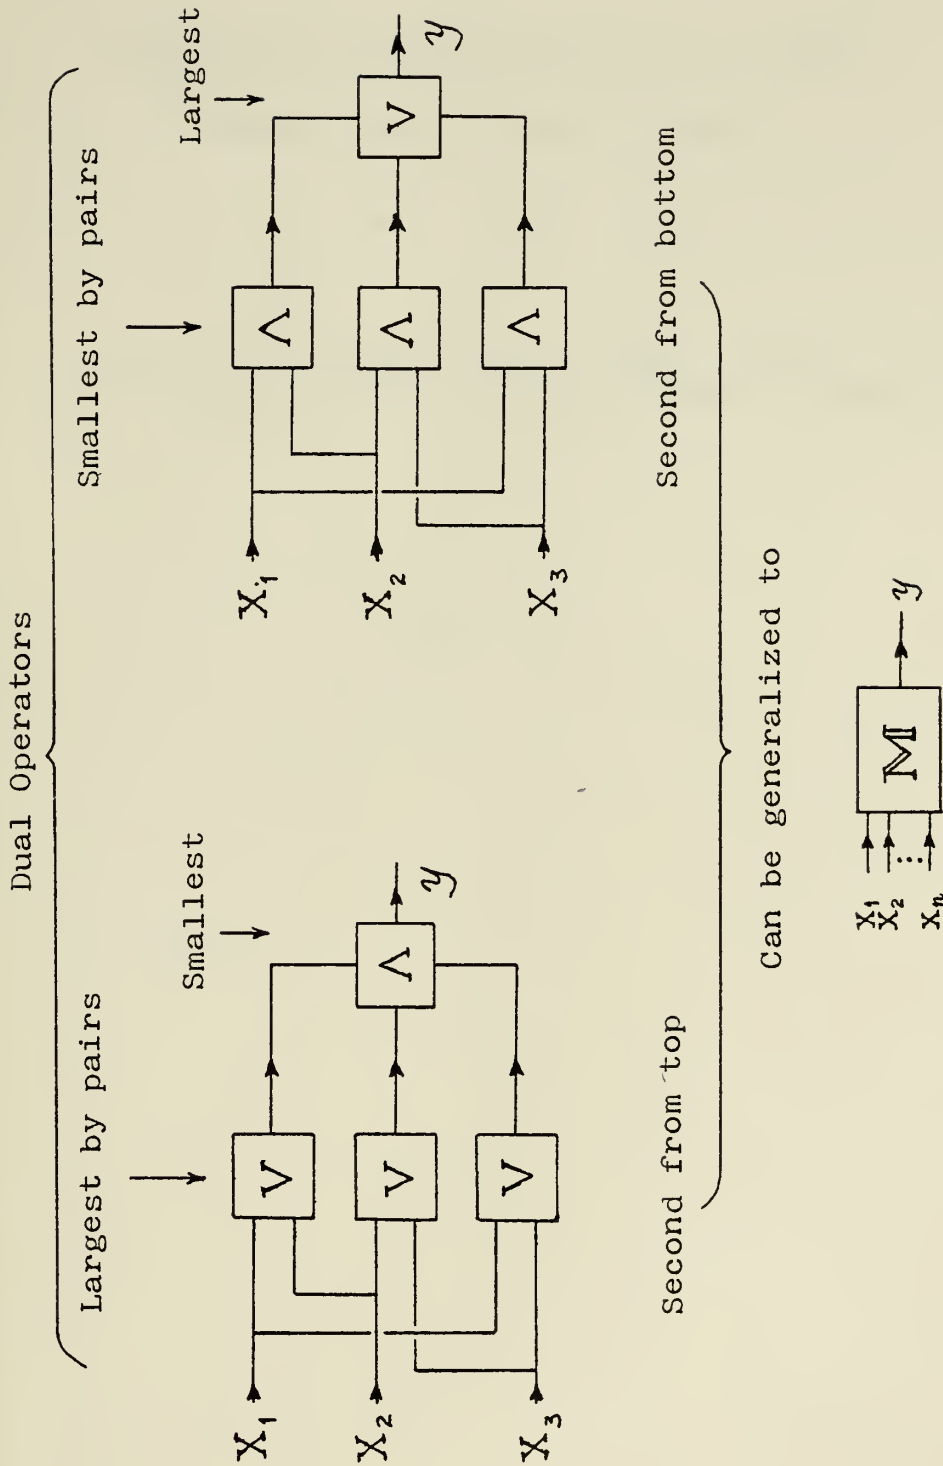 Dual Operators
Largest by pairs
Smallest
X1
X2
X3
V
V
V
Λ
y
Second from top
Smallest by pairs
Largest
X1
X2
X3
Λ
Λ
Λ
V
y
Second from bottom
Can be generalized to
X1
X2
⋮
Xn
M
y